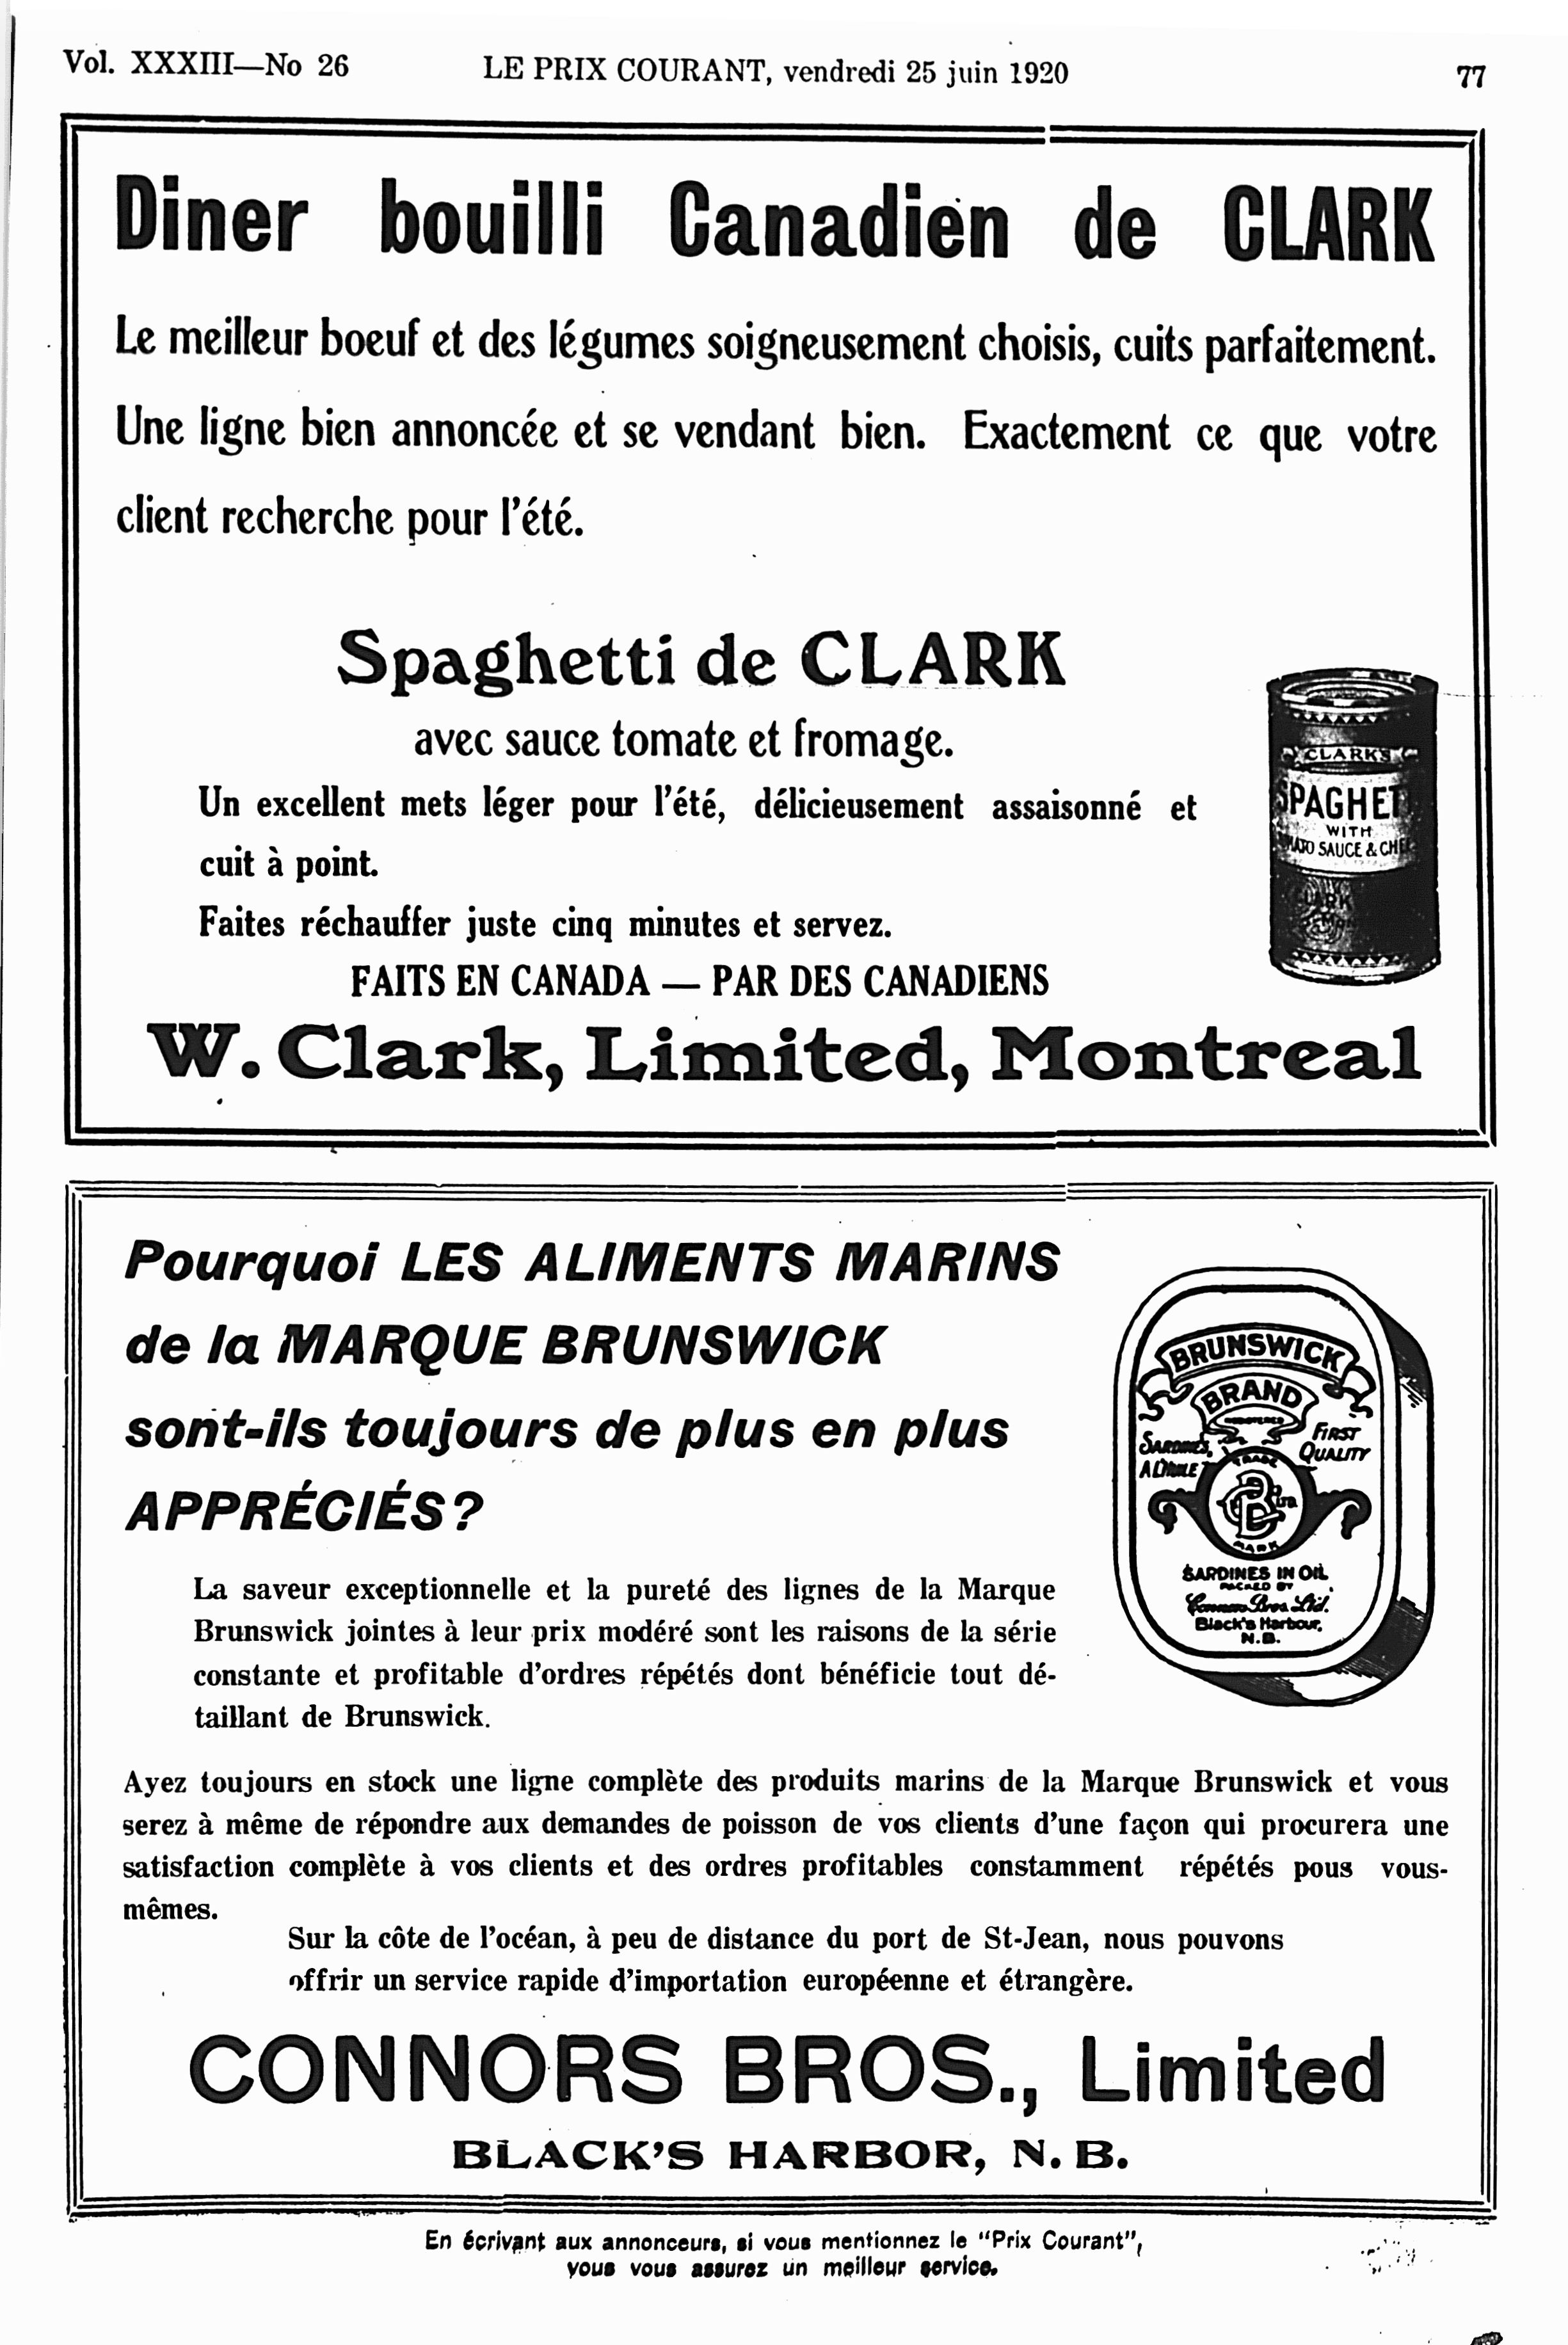 Vol. XXXIII—No 26
LE PRIX COURANT, vendredi 25 juin 1920
77
Diner bouilli Canadien de CLARK
Le meilleur boeuf et des légumes soigneusement choisis, cuits parfaitement.
Une ligne bien annoncée et se vendant bien. Exactement ce que votre
client recherche pour l'été.
Spaghetti de CLARK
avec sauce tomate et fromage.
Un excellent mets léger pour l'été, délicieusement assaisonné et
cuit à point.
Faites réchauffer juste cinq minutes et servez.
FAITS EN CANADA — PAR DES CANADIENS
W. Clark, Limited, Montreal
CLARK'S
SPAGHET
WITH
SAUCE & CHE
CLARK
Pourquoi LES ALIMENTS MARINS
de la MARQUE BRUNSWICK
sont-ils toujours de plus en plus
APPRÉCIÉS?
La saveur exceptionnelle et la pureté des lignes de la Marque
Brunswick jointes à leur prix modéré sont les raisons de la série
constante et profitable d'ordres répétés dont bénéficie tout dé-
taillant de Brunswick.
BRUNSWICK
BRAND
REGISTERED
SARDINES
FIRST
QUALITY
TRADE
MARK
SARDINES IN OIL
PACKED BY
Connors Bros Ltd.
Black's Harbour,
N.B.
Ayez toujours en stock une ligne complète des produits marins de la Marque Brunswick et vous
serez à même de répondre aux demandes de poisson de vos clients d'une façon qui procurera une
satisfaction complète à vos clients et des ordres profitables constamment répétés pous vous-
mêmes.
Sur la côte de l'océan, à peu de distance du port de St-Jean, nous pouvons
offrir un service rapide d'importation européenne et étrangère.
CONNORS BROS., Limited
BLACK'S HARBOR, N. B.
En écrivant aux annonceurs, si vous mentionnez le "Prix Courant",
vous vous assurez un meilleur service.